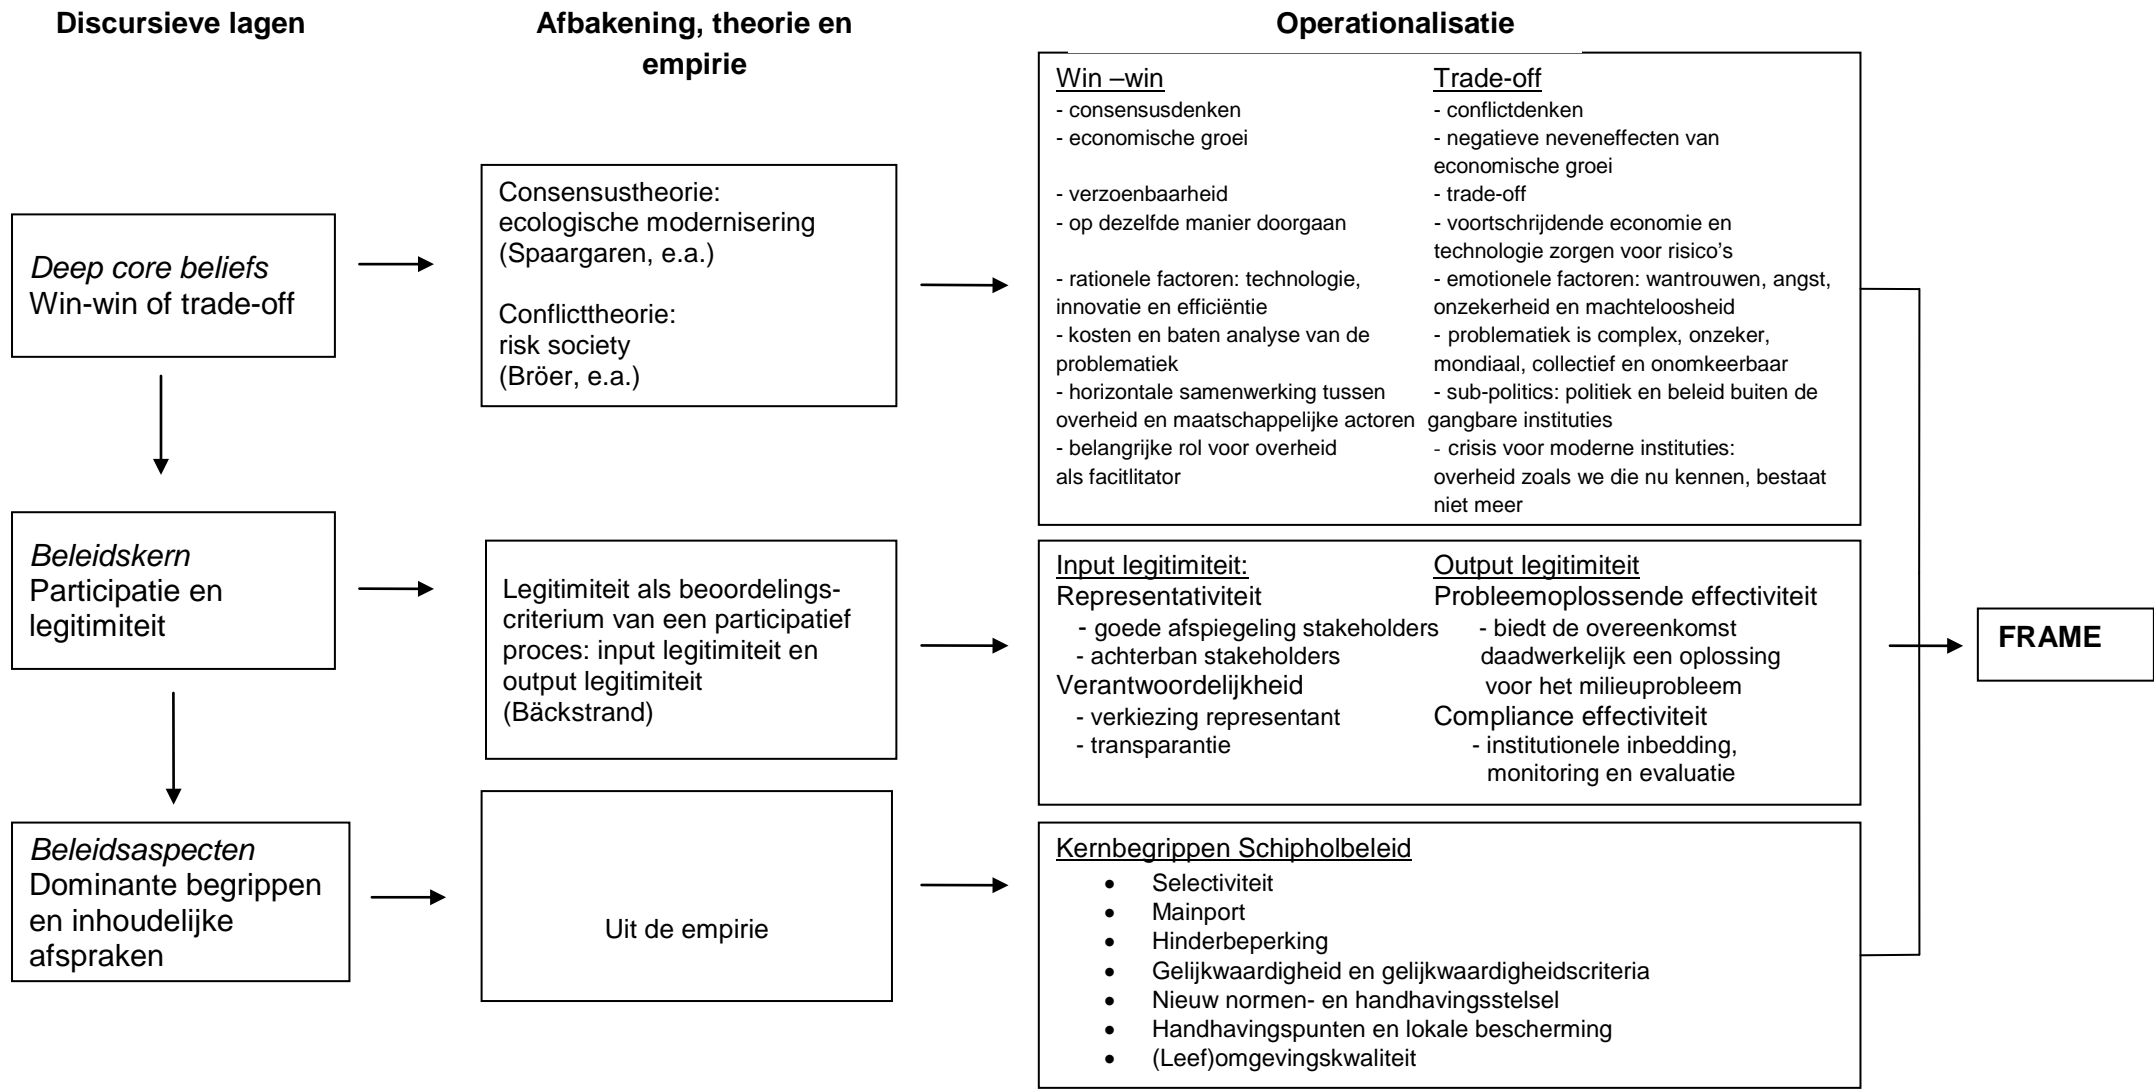 Discursieve lagen
Afbakening, theorie en
empirie
Operationalisatie
Deep core beliefs
Win-win of trade-off
Consensustheorie:
ecologische modernisering
(Spaargaren, e.a.)
Conflicttheorie:
risk society
(Bröer, e.a.)
Win –win
- consensusdenken
- economische groei
- verzoenbaarheid
- op dezelfde manier doorgaan
- rationele factoren: technologie,
innovatie en efficiëntie
- kosten en baten analyse van de
problematiek
- horizontale samenwerking tussen
overheid en maatschappelijke actoren
- belangrijke rol voor overheid
als facitlitator
Trade-off
- conflictdenken
- negatieve neveneffecten van
economische groei
- trade-off
- voortschrijdende economie en
technologie zorgen voor risico’s
- emotionele factoren: wantrouwen, angst,
onzekerheid en machteloosheid
- problematiek is complex, onzeker,
mondiaal, collectief en onomkeerbaar
- sub-politics: politiek en beleid buiten de
gangbare instituties
- crisis voor moderne instituties:
overheid zoals we die nu kennen, bestaat
niet meer
Beleidskern
Participatie en
legitimiteit
Legitimiteit als beoordelings-
criterium van een participatief
proces: input legitimiteit en
output legitimiteit
(Bäckstrand)
Input legitimiteit:
Representativiteit
- goede afspiegeling stakeholders
- achterban stakeholders
Verantwoordelijkheid
- verkiezing representant
- transparantie
Output legitimiteit
Probleemoplossende effectiviteit
- biedt de overeenkomst
daadwerkelijk een oplossing
voor het milieuprobleem
Compliance effectiviteit
- institutionele inbedding,
monitoring en evaluatie
FRAME
Beleidsaspecten
Dominante begrippen
en inhoudelijke
afspraken
Uit de empirie
Kernbegrippen Schipholbeleid
• Selectiviteit
• Mainport
• Hinderbeperking
• Gelijkwaardigheid en gelijkwaardigheidscriteria
• Nieuw normen- en handhavingsstelsel
• Handhavingspunten en lokale bescherming
• (Leef)omgevingskwaliteit